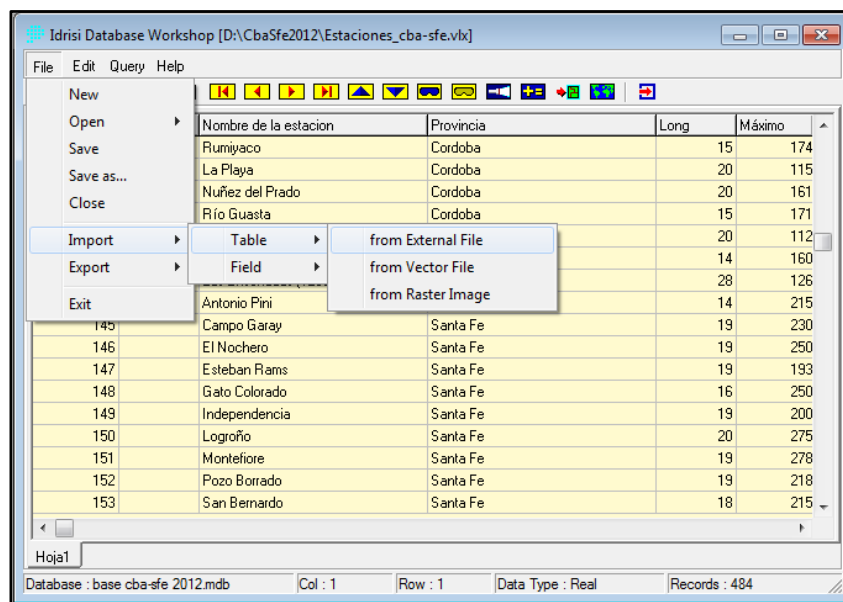 Idrisi Database Workshop [D:\CbaSfe2012\Estaciones_cba-sfe.vlx]
File Edit Query Help
New
Open
Save
Save as...
Close
Import
Export
Exit
Table
Field
from External File
from Vector File
from Raster Image
Nombre de la estacion Provincia Long Máximo
Rumiyaco Cordoba 15 174
La Playa Cordoba 20 115
Nuñez del Prado Cordoba 20 161
Río Guasta Cordoba 15 171
20 112
14 160
28 126
Antonio Pini Santa Fe 14 215
145 Campo Garay Santa Fe 19 230
146 El Nochero Santa Fe 19 250
147 Esteban Rams Santa Fe 19 193
148 Gato Colorado Santa Fe 16 250
149 Independencia Santa Fe 19 200
150 Logroño Santa Fe 20 275
151 Montefiore Santa Fe 19 278
152 Pozo Borrado Santa Fe 19 218
153 San Bernardo Santa Fe 18 215
Hoja1
Database : base cba-sfe 2012.mdb Col : 1 Row : 1 Data Type : Real Records : 484